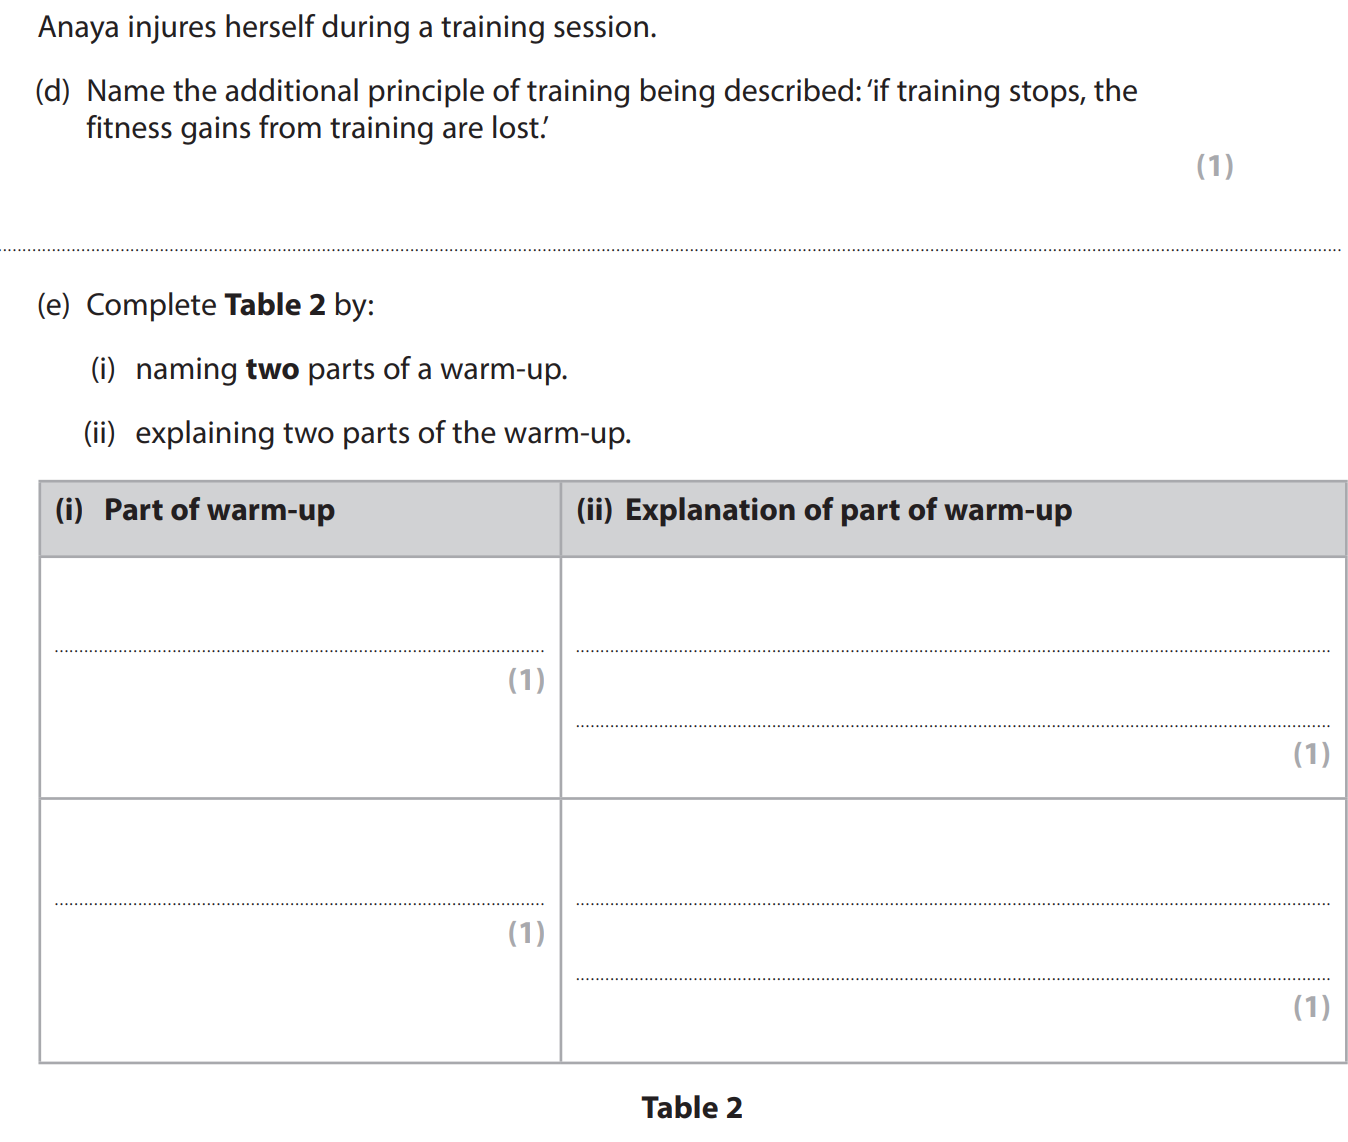 Anaya injures herself during a training session.
(d) Name the additional principle of training being described: ‘if training stops, the
fitness gains from training are lost.’
(1)
(e) Complete Table 2 by:
(i) naming two parts of a warm-up.
(ii) explaining two parts of the warm-up.
(i) Part of warm-up
(ii) Explanation of part of warm-up
(1)
(1)
(1)
(1)
Table 2